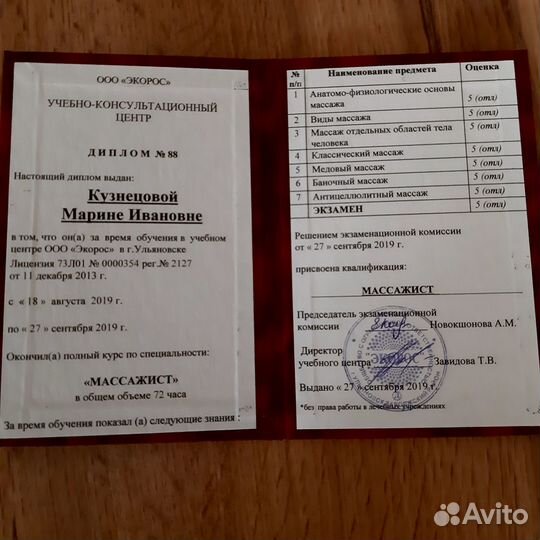 ООО «ЭКОРОС»
УЧЕБНО-КОНСУЛЬТАЦИОННЫЙ
ЦЕНТР
ДИПЛОМ № 88
Настоящий диплом выдан:
Кузнецовой
Марине Ивановне
в том, что он(а) за время обучения в учебном
центре ООО «Экорос» в г.Ульяновске
Лицензия 73Л01 № 0000354 рег.№ 2127
от 11 декабря 2013 г.
с «18» августа 2019 г.
по «27» сентября 2019 г.
Окончил(а) полный курс по специальности:
«МАССАЖИСТ»
в общем объеме 72 часа
За время обучения показал (а) следующие знания :
№ п/п Наименование предмета Оценка
1 Анатомо-физиологические основы массажа 5 (отл)
2 Виды массажа 5 (отл)
3 Массаж отдельных областей тела человека 5 (отл)
4 Классический массаж 5 (отл)
5 Медовый массаж 5 (отл)
6 Баночный массаж 5 (отл)
7 Антицеллюлитный массаж 5 (отл)
ЭКЗАМЕН 5 (отл)
Решением экзаменационной комиссии
от «27» сентября 2019 г.
присвоена квалификация:
МАССАЖИСТ
Председатель экзаменационной
комиссии Новокшонова А.М.
Директор
учебного центра Завидова Т.В.
ЭКОРОС
Выдано «27» сентября 2019 г.
*без права работы в лечебных учреждениях
Avito